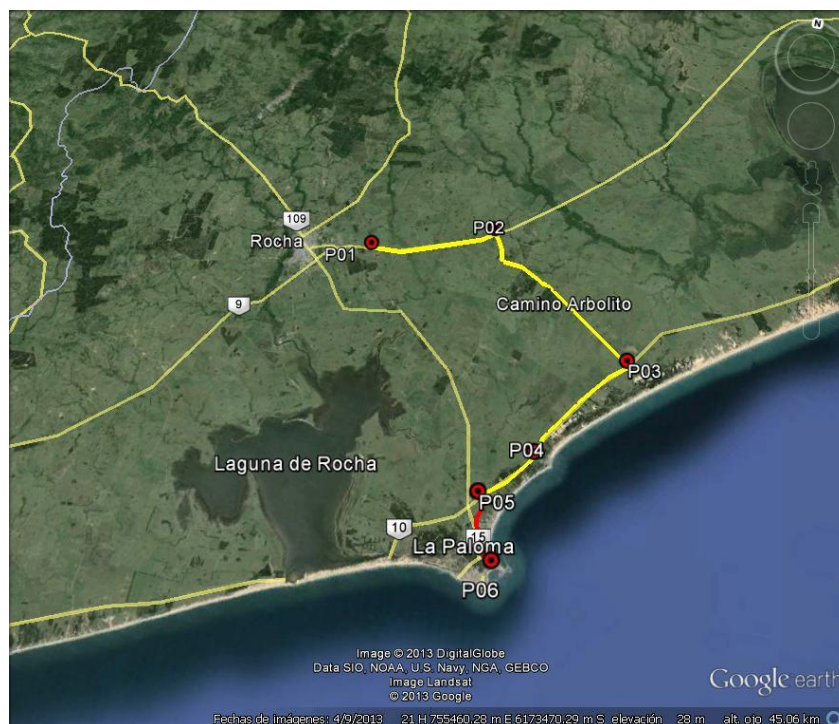 N
109
Rocha
P01
P02
9
Camino Arbolito
P03
Laguna de Rocha
P04
P05
10
15
La Paloma
P06
Image © 2013 DigitalGlobe
Data SIO, NOAA, U.S. Navy, NGA, GEBCO
Image Landsat
© 2013 Google
Google earth
Fechas de imágenes: 4/9/2013 21 H 755460.28 m E 6173470.29 m S elevación 28 m alt. ojo 45.06 km